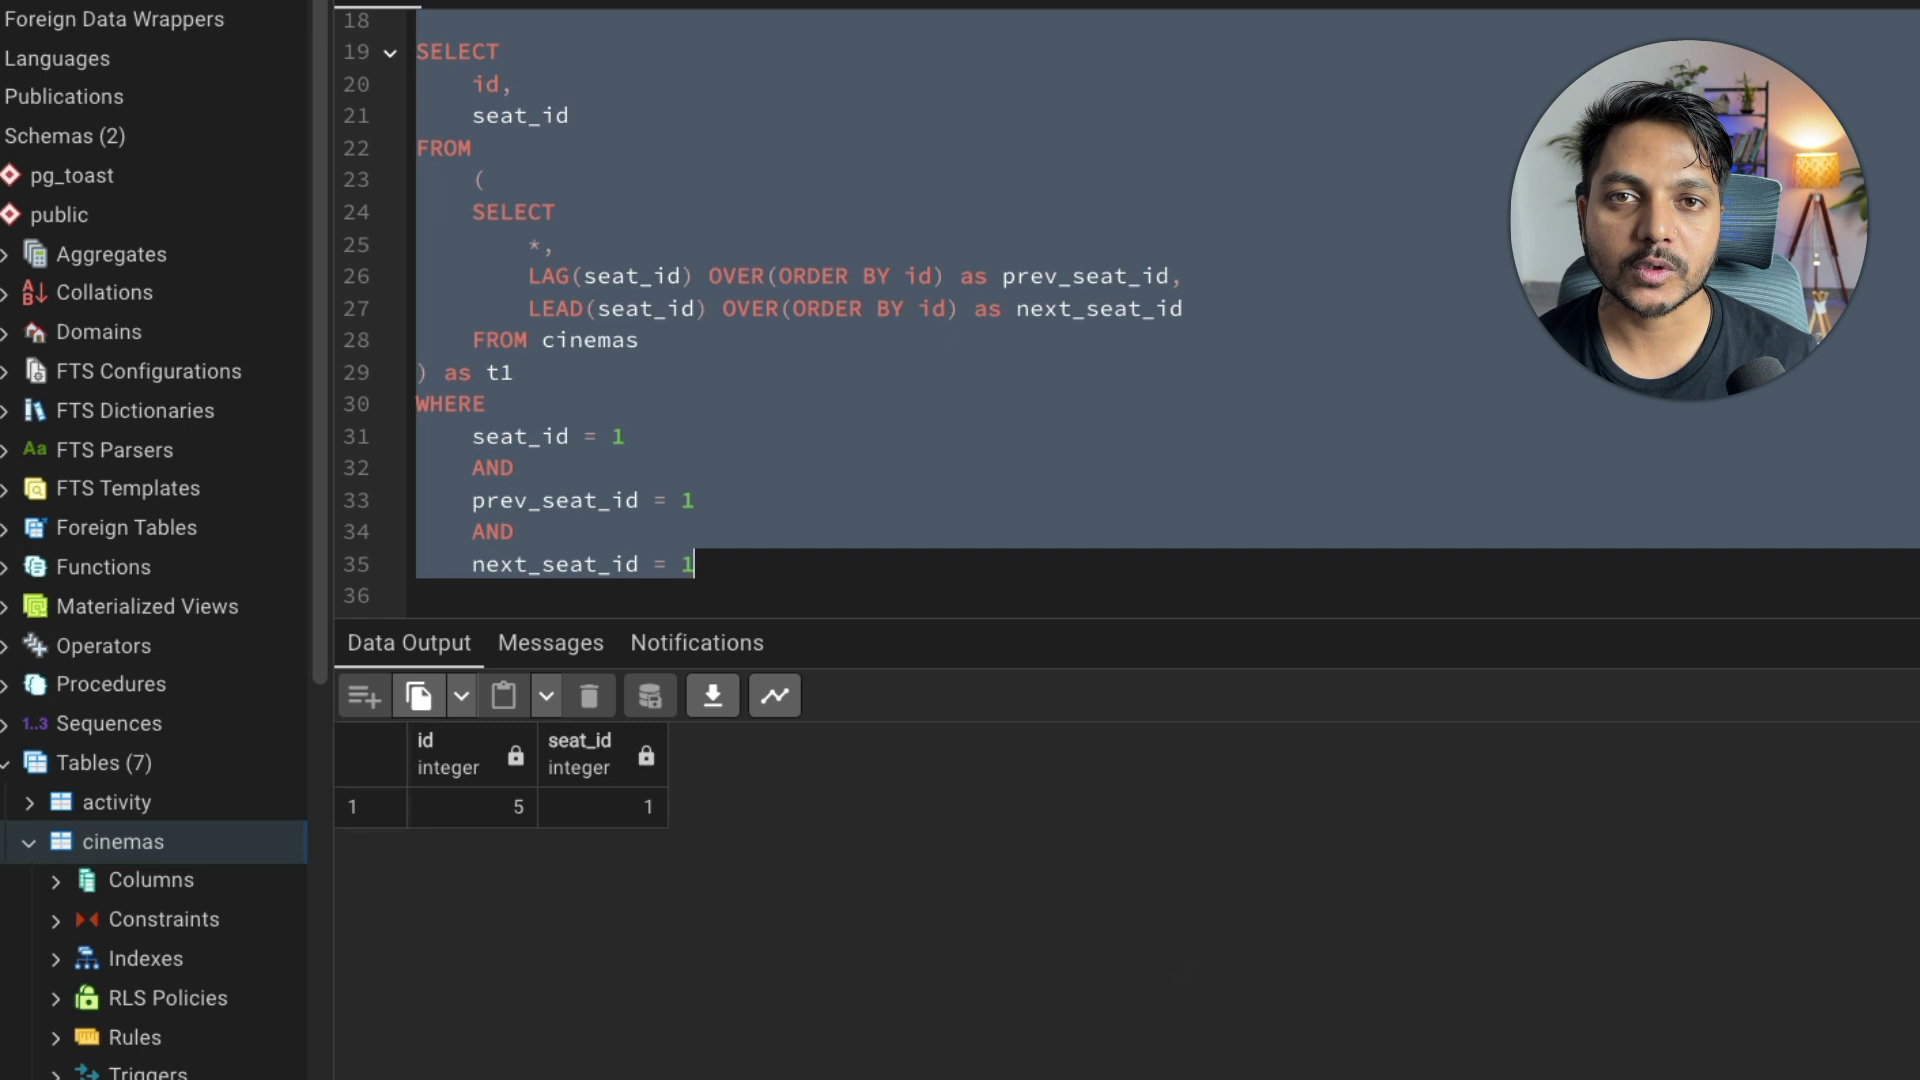 Foreign Data Wrappers
Languages
Publications
Schemas (2)
pg_toast
public
Aggregates
Collations
Domains
FTS Configurations
FTS Dictionaries
Aa FTS Parsers
FTS Templates
Foreign Tables
Functions
Materialized Views
Operators
Procedures
1..3 Sequences
Tables (7)
activity
cinemas
Columns
Constraints
Indexes
RLS Policies
Rules
Triggers
18
19 SELECT
20 id,
21 seat_id
22 FROM
23 (
24 SELECT
25 *,
26 LAG(seat_id) OVER(ORDER BY id) as prev_seat_id,
27 LEAD(seat_id) OVER(ORDER BY id) as next_seat_id
28 FROM cinemas
29 ) as t1
30 WHERE
31 seat_id = 1
32 AND
33 prev_seat_id = 1
34 AND
35 next_seat_id = 1
36
Data Output Messages Notifications
id seat_id
integer integer
1 5 1